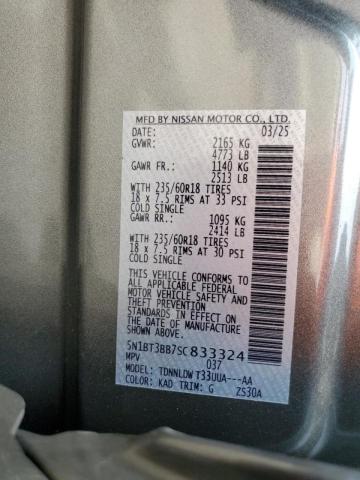 MFD BY NISSAN MOTOR CO., LTD.
DATE: 03/25
GVWR: 2165 KG
4773 LB
GAWR FR.: 1140 KG
2513 LB
WITH 235/60R18 TIRES
18 x 7.5 RIMS AT 33 PSI
COLD SINGLE
GAWR RR.: 1095 KG
2414 LB
WITH 235/60R18 TIRES
18 x 7.5 RIMS AT 30 PSI
COLD SINGLE
THIS VEHICLE CONFORMS TO
ALL APPLICABLE FEDERAL
MOTOR VEHICLE SAFETY,
BUMPER, AND THEFT PREVENTION
STANDARDS IN EFFECT ON
THE DATE OF MANUFACTURE
SHOWN ABOVE.
5N1BT3BB7SC833324
MPV 037
MODEL: TDNNLDW T33UUA---AA
COLOR: KAD TRIM: G ZS30A